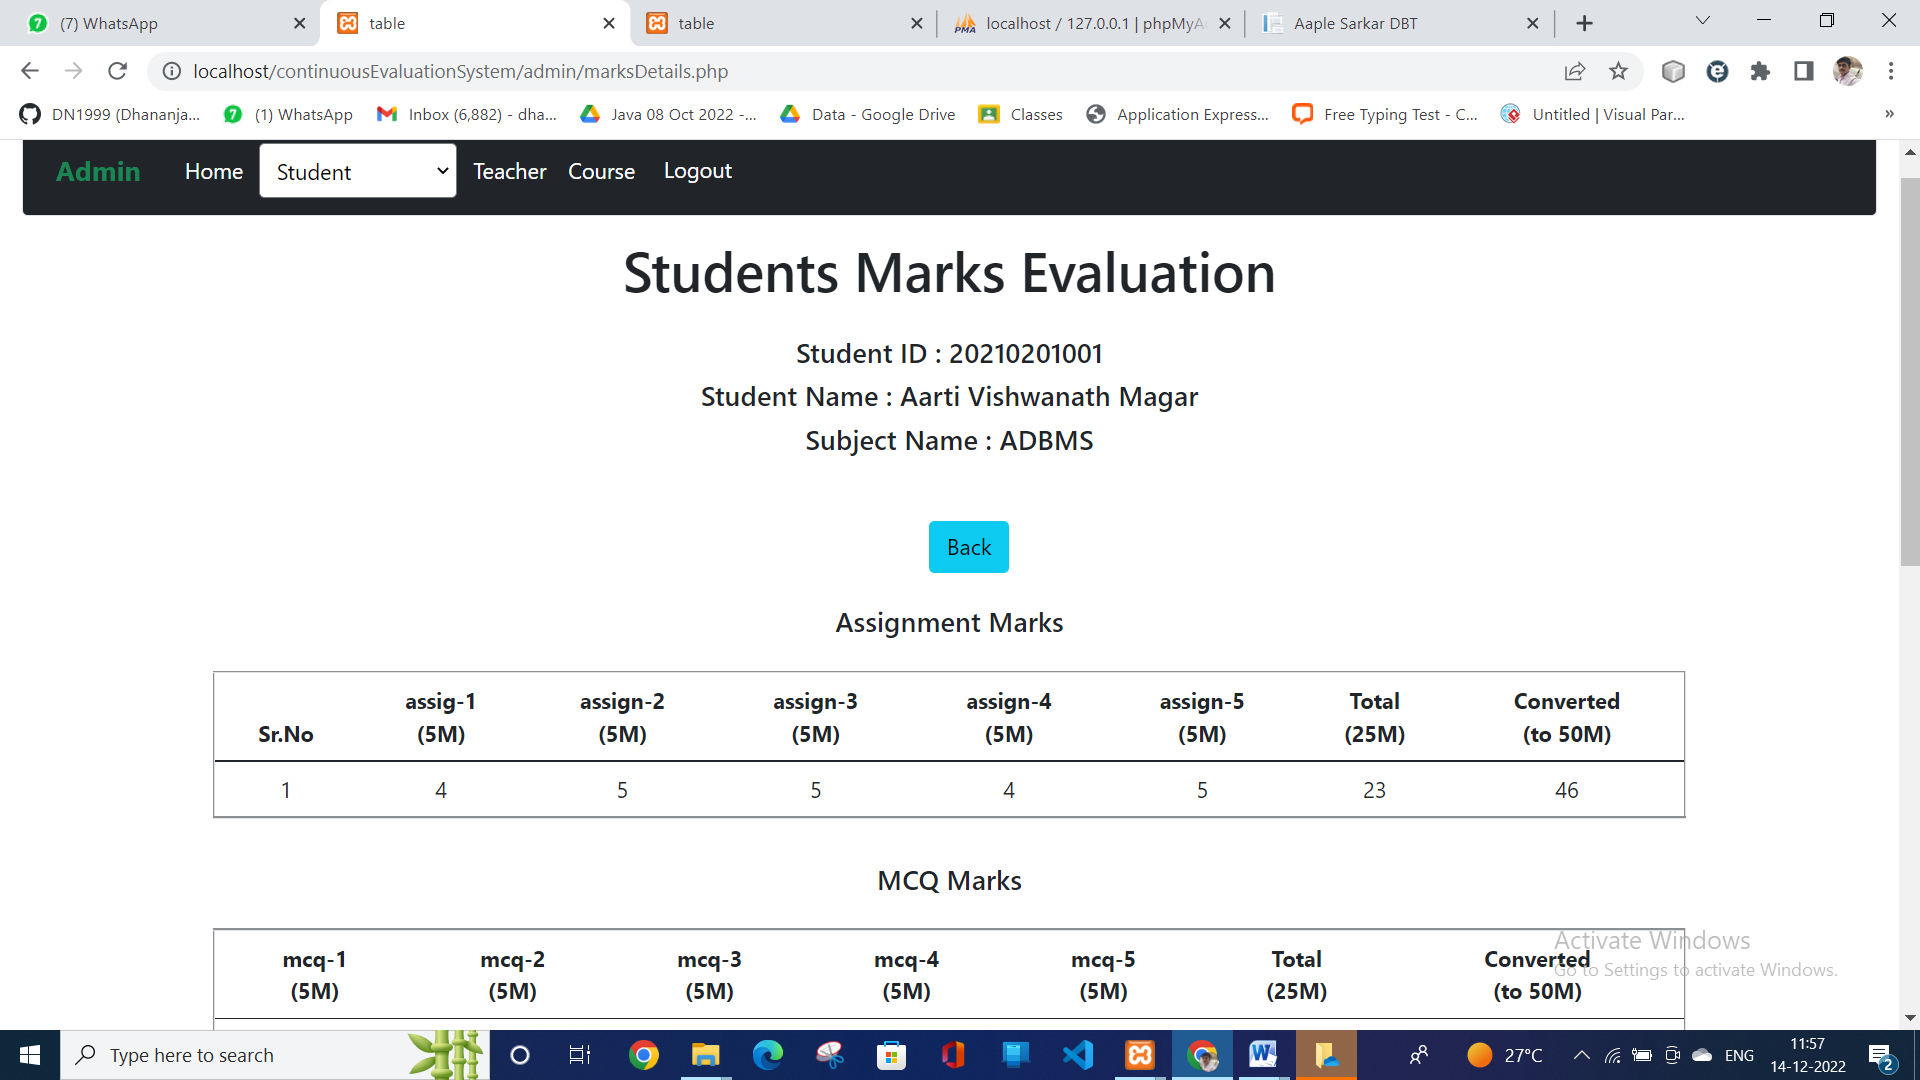 (7) WhatsApp
table
table
localhost / 127.0.0.1 | phpMyA
Aaple Sarkar DBT
localhost/continuousEvaluationSystem/admin/marksDetails.php
DN1999 (Dhananja...
(1) WhatsApp
Inbox (6,882) - dha...
Java 08 Oct 2022 -...
Data - Google Drive
Classes
Application Express...
Free Typing Test - C...
Untitled | Visual Par...
»
Admin Home Student Teacher Course Logout
Students Marks Evaluation
Student ID : 20210201001
Student Name : Aarti Vishwanath Magar
Subject Name : ADBMS
Back
Assignment Marks
Sr.No assig-1 (5M) assign-2 (5M) assign-3 (5M) assign-4 (5M) assign-5 (5M) Total (25M) Converted (to 50M)
1 4 5 5 4 5 23 46
MCQ Marks
mcq-1 mcq-2 mcq-3 mcq-4 mcq-5 Total Converted
(5M) (5M) (5M) (5M) (5M) (25M) (to 50M)
Activate Windows
Go to Settings to activate Windows.
Type here to search
27°C
ENG
11:57
14-12-2022
2